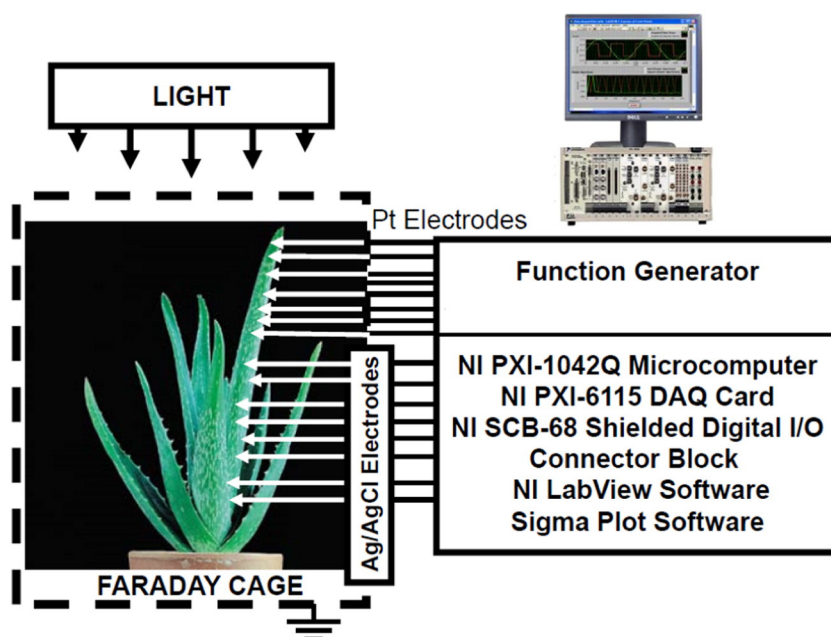 LIGHT
Pt Electrodes
Function Generator
Ag/AgCl Electrodes
NI PXI-1042Q Microcomputer
NI PXI-6115 DAQ Card
NI SCB-68 Shielded Digital I/O
Connector Block
NI LabView Software
Sigma Plot Software
FARADAY CAGE
DELL